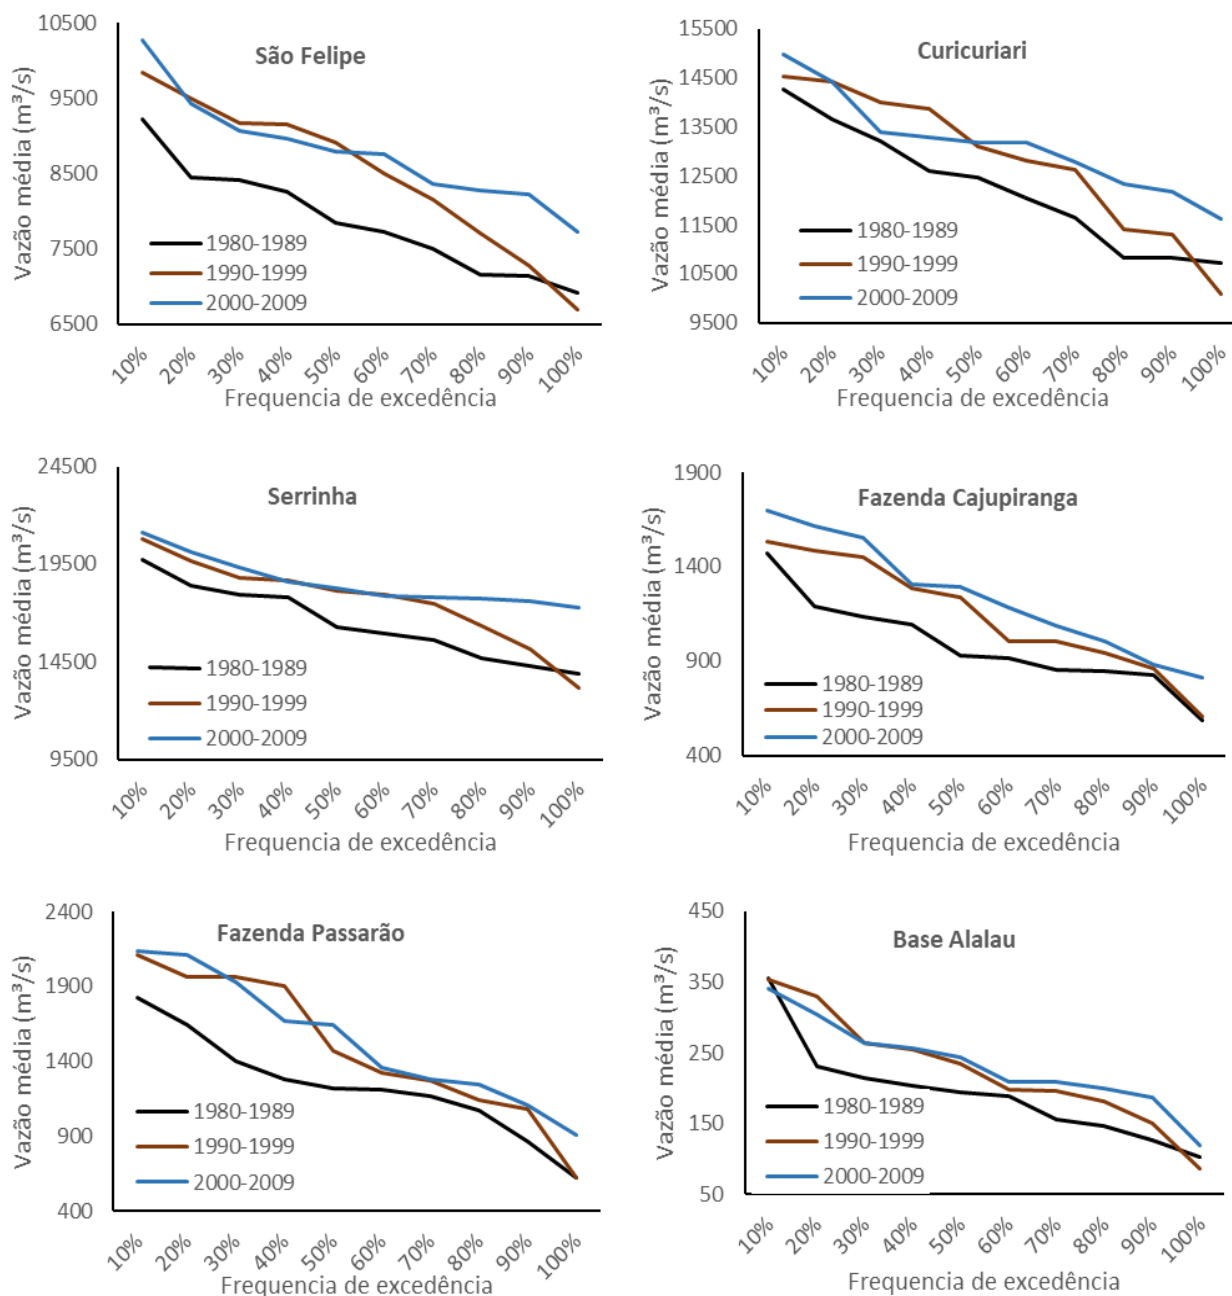 São Felipe
Vazão média (m³/s)
10500
9500
8500
7500
6500
1980-1989
1990-1999
2000-2009
10% 20% 30% 40% 50% 60% 70% 80% 90% 100%
Frequencia de excedência
Curicuriari
Vazão média (m³/s)
15500
14500
13500
12500
11500
10500
9500
1980-1989
1990-1999
2000-2009
10% 20% 30% 40% 50% 60% 70% 80% 90% 100%
Frequencia de excedência
Serrinha
Vazão média (m³/s)
24500
19500
14500
9500
1980-1989
1990-1999
2000-2009
10% 20% 30% 40% 50% 60% 70% 80% 90% 100%
Frequencia de excedência
Fazenda Cajupiranga
Vazão média (m³/s)
1900
1400
900
400
1980-1989
1990-1999
2000-2009
10% 20% 30% 40% 50% 60% 70% 80% 90% 100%
Frequencia de excedência
Fazenda Passarão
Vazão média (m³/s)
2400
1900
1400
900
400
1980-1989
1990-1999
2000-2009
10% 20% 30% 40% 50% 60% 70% 80% 90% 100%
Frequencia de excedência
Base Alalau
Vazão média (m³/s)
450
350
250
150
50
1980-1989
1990-1999
2000-2009
10% 20% 30% 40% 50% 60% 70% 80% 90% 100%
Frequencia de excedência